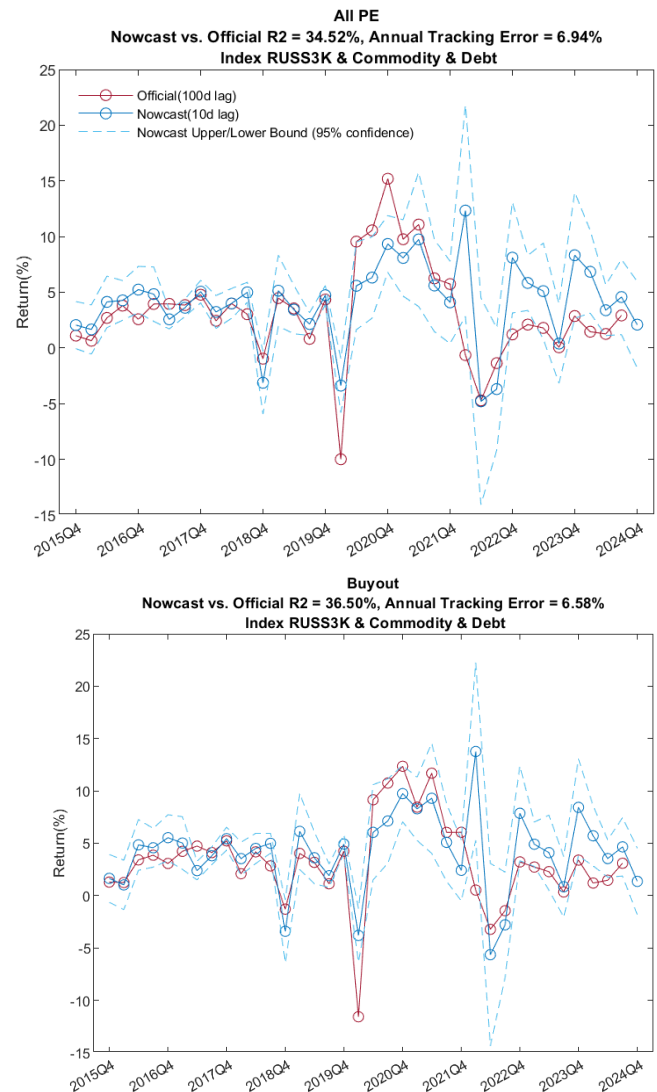 All PE
Nowcast vs. Official R2 = 34.52%, Annual Tracking Error = 6.94%
Index RUSS3K & Commodity & Debt
25
20
15
10
5
0
-5
-10
-15
Return(%)
Official(100d lag)
Nowcast(10d lag)
Nowcast Upper/Lower Bound (95% confidence)
2015Q4
2016Q4
2017Q4
2018Q4
2019Q4
2020Q4
2021Q4
2022Q4
2023Q4
2024Q4
Buyout
Nowcast vs. Official R2 = 36.50%, Annual Tracking Error = 6.58%
Index RUSS3K & Commodity & Debt
25
20
15
10
5
0
-5
-10
-15
Return(%)
2015Q4
2016Q4
2017Q4
2018Q4
2019Q4
2020Q4
2021Q4
2022Q4
2023Q4
2024Q4